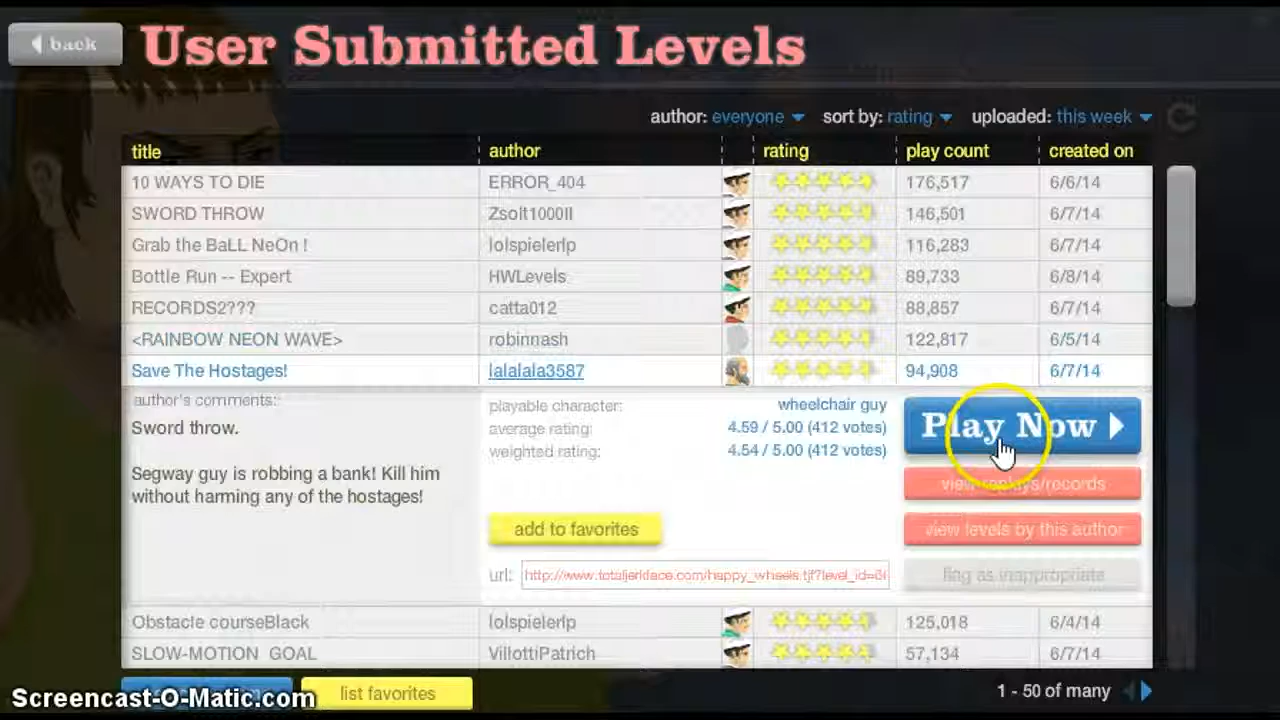 back
User Submitted Levels
author: everyone sort by: rating uploaded: this week
title author rating play count created on
10 WAYS TO DIE ERROR_404 176,517 6/6/14
SWORD THROW Zsolt1000II 146,501 6/7/14
Grab the BaLL NeOn ! lolspielerlp 116,283 6/7/14
Bottle Run -- Expert HWLevels 89,733 6/8/14
RECORDS2??? catta012 88,857 6/7/14
<RAINBOW NEON WAVE> robinnash 122,817 6/5/14
Save The Hostages! lalalala3587 94,908 6/7/14
author's comments:
Sword throw.
Segway guy is robbing a bank! Kill him
without harming any of the hostages!
playable character: wheelchair guy
average rating: 4.59 / 5.00 (412 votes)
weighted rating: 4.54 / 5.00 (412 votes)
add to favorites
url: http://www.totaljerkface.com/happy_wheels.tjf?level_id=
Play Now
view replays/records
view levels by this author
flag as inappropriate
Obstacle courseBlack lolspielerlp 125,018 6/4/14
SLOW-MOTION GOAL VillottiPatrich 57,134 6/7/14
list favorites
1 - 50 of many
Screencast-O-Matic.com